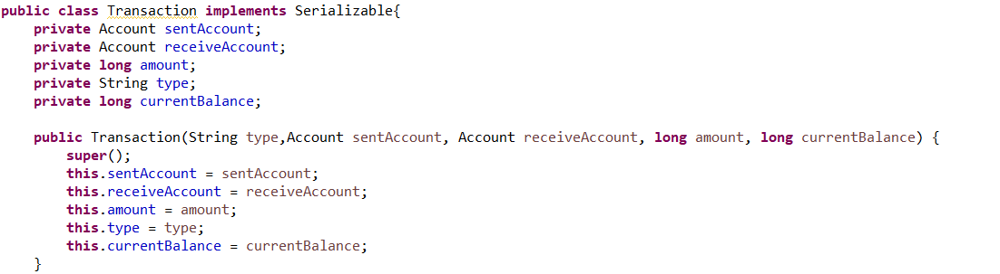 public class Transaction implements Serializable{
    private Account sentAccount;
    private Account receiveAccount;
    private long amount;
    private String type;
    private long currentBalance;

    public Transaction(String type,Account sentAccount, Account receiveAccount, long amount, long currentBalance) {
        super();
        this.sentAccount = sentAccount;
        this.receiveAccount = receiveAccount;
        this.amount = amount;
        this.type = type;
        this.currentBalance = currentBalance;
    }